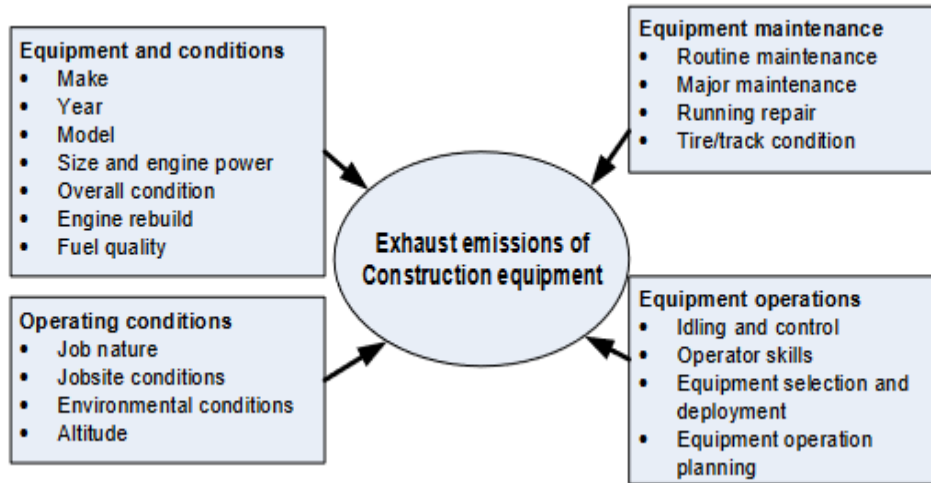 Equipment and conditions
• Make
• Year
• Model
• Size and engine power
• Overall condition
• Engine rebuild
• Fuel quality
Equipment maintenance
• Routine maintenance
• Major maintenance
• Running repair
• Tire/track condition
Exhaust emissions of
Construction equipment
Operating conditions
• Job nature
• Jobsite conditions
• Environmental conditions
• Altitude
Equipment operations
• Idling and control
• Operator skills
• Equipment selection and
deployment
• Equipment operation
planning